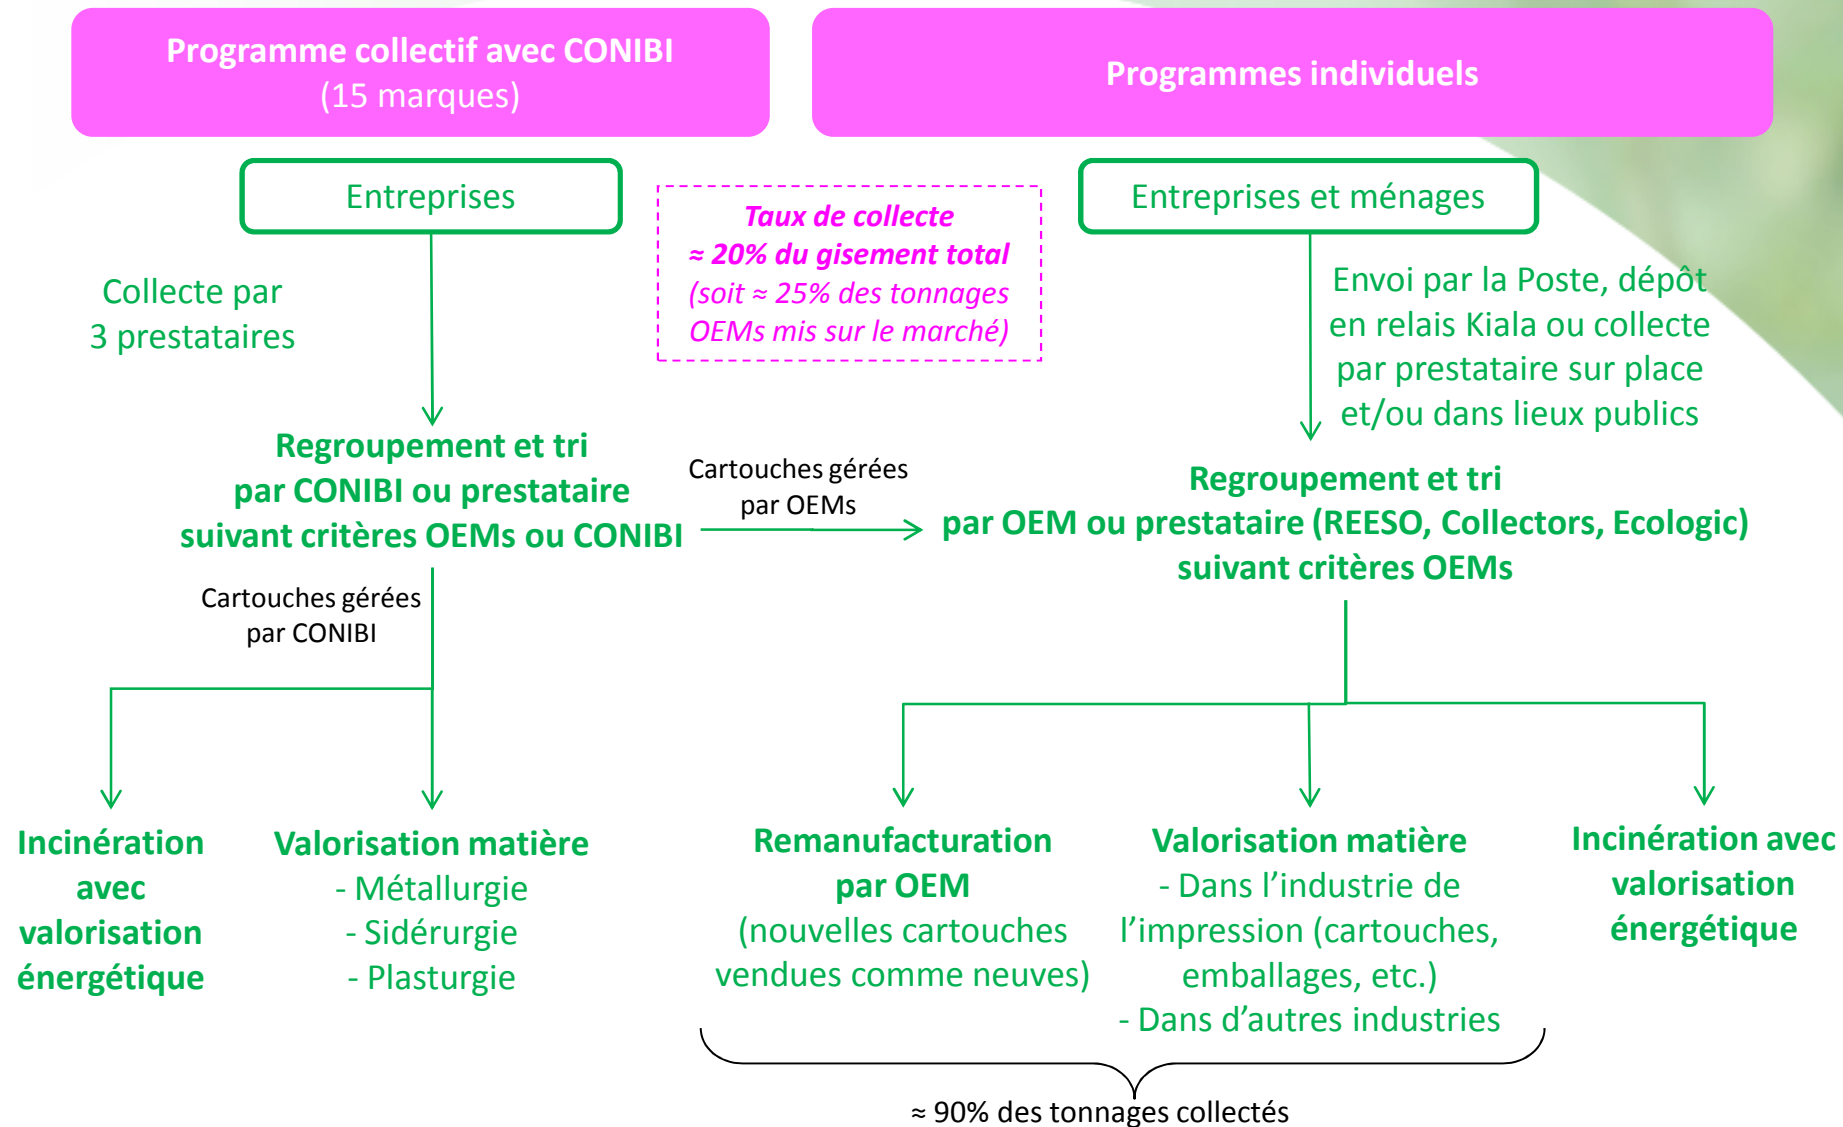 Programme collectif avec CONIBI
(15 marques)
Programmes individuels
Entreprises
Taux de collecte
≈ 20% du gisement total
(soit ≈ 25% des tonnages
OEMs mis sur le marché)
Entreprises et ménages
Collecte par
3 prestataires
Envoi par la Poste, dépôt
en relais Kiala ou collecte
par prestataire sur place
et/ou dans lieux publics
Regroupement et tri
par CONIBI ou prestataire
suivant critères OEMs ou CONIBI
Cartouches gérées
par OEMs
Regroupement et tri
par OEM ou prestataire (REESO, Collectors, Ecologic)
suivant critères OEMs
Cartouches gérées
par CONIBI
Incinération
avec
valorisation
énergétique
Valorisation matière
- Métallurgie
- Sidérurgie
- Plasturgie
Remanufacturation
par OEM
(nouvelles cartouches
vendues comme neuves)
Valorisation matière
- Dans l’industrie de
l’impression (cartouches,
emballages, etc.)
- Dans d’autres industries
Incinération avec
valorisation
énergétique
≈ 90% des tonnages collectés